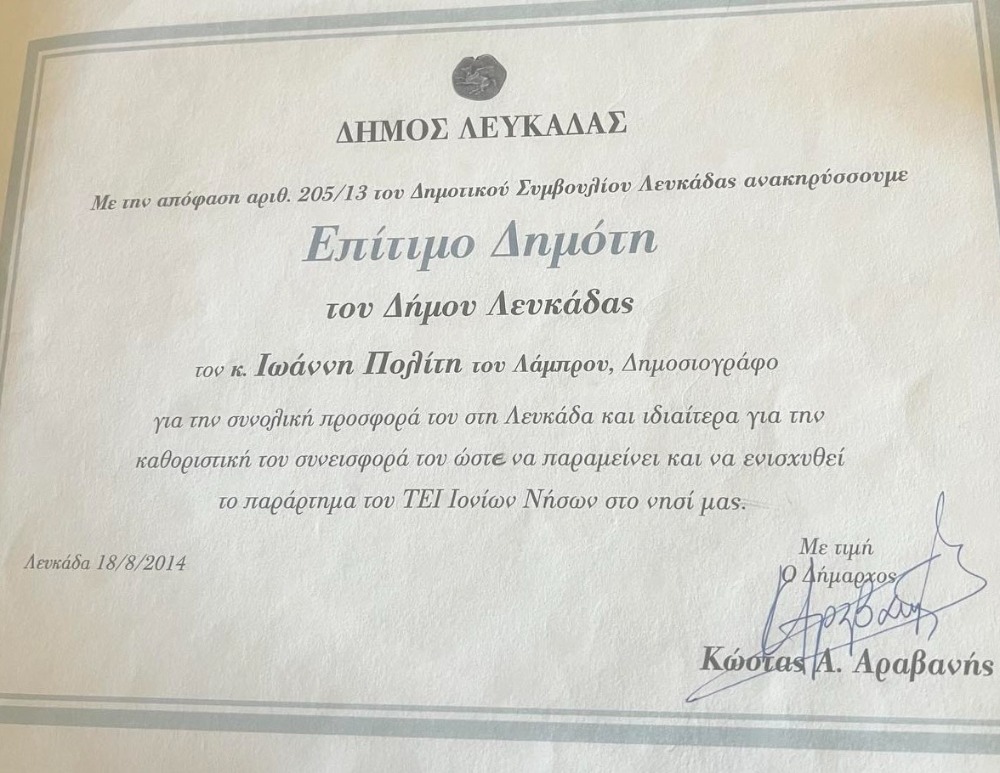 ΔΗΜΟΣ ΛΕΥΚΑΔΑΣ
Με την απόφαση αριθ. 205/13 του Δημοτικού Συμβουλίου Λευκάδας ανακηρύσσουμε
Επίτιμο Δημότη
του Δήμου Λευκάδας
τον κ. Ιωάννη Πολίτη του Λάμπρου, Δημοσιογράφο
για την συνολική προσφορά του στη Λευκάδα και ιδιαίτερα για την
καθοριστική του συνεισφορά του ώστε να παραμείνει και να ενισχυθεί
το παράρτημα του ΤΕΙ Ιονίων Νήσων στο νησί μας.
Λευκάδα 18/8/2014
Με τιμή
Ο Δήμαρχος
Κώστας Α. Αραβανής